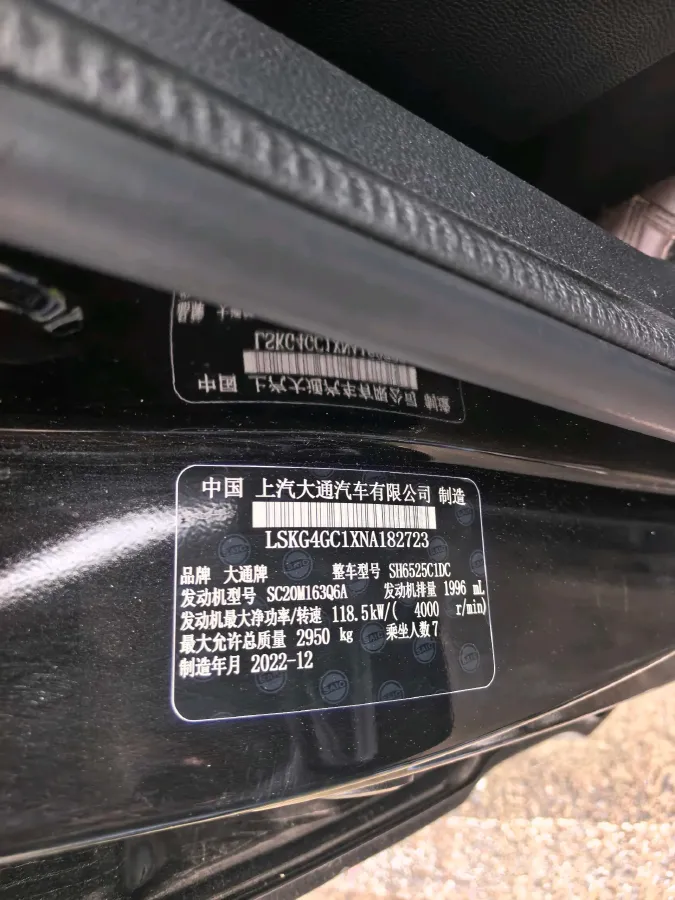 中国 上汽大通汽车有限公司 制造
LSKG4GC1XNA182723
品牌 大通牌 整车型号 SH6525C1DC
发动机型号 SC20M163Q6A 发动机排量 1996 mL
发动机最大净功率/转速 118.5kW/( 4000 r/min)
最大允许总质量 2950 kg 乘坐人数 7
制造年月 2022-12